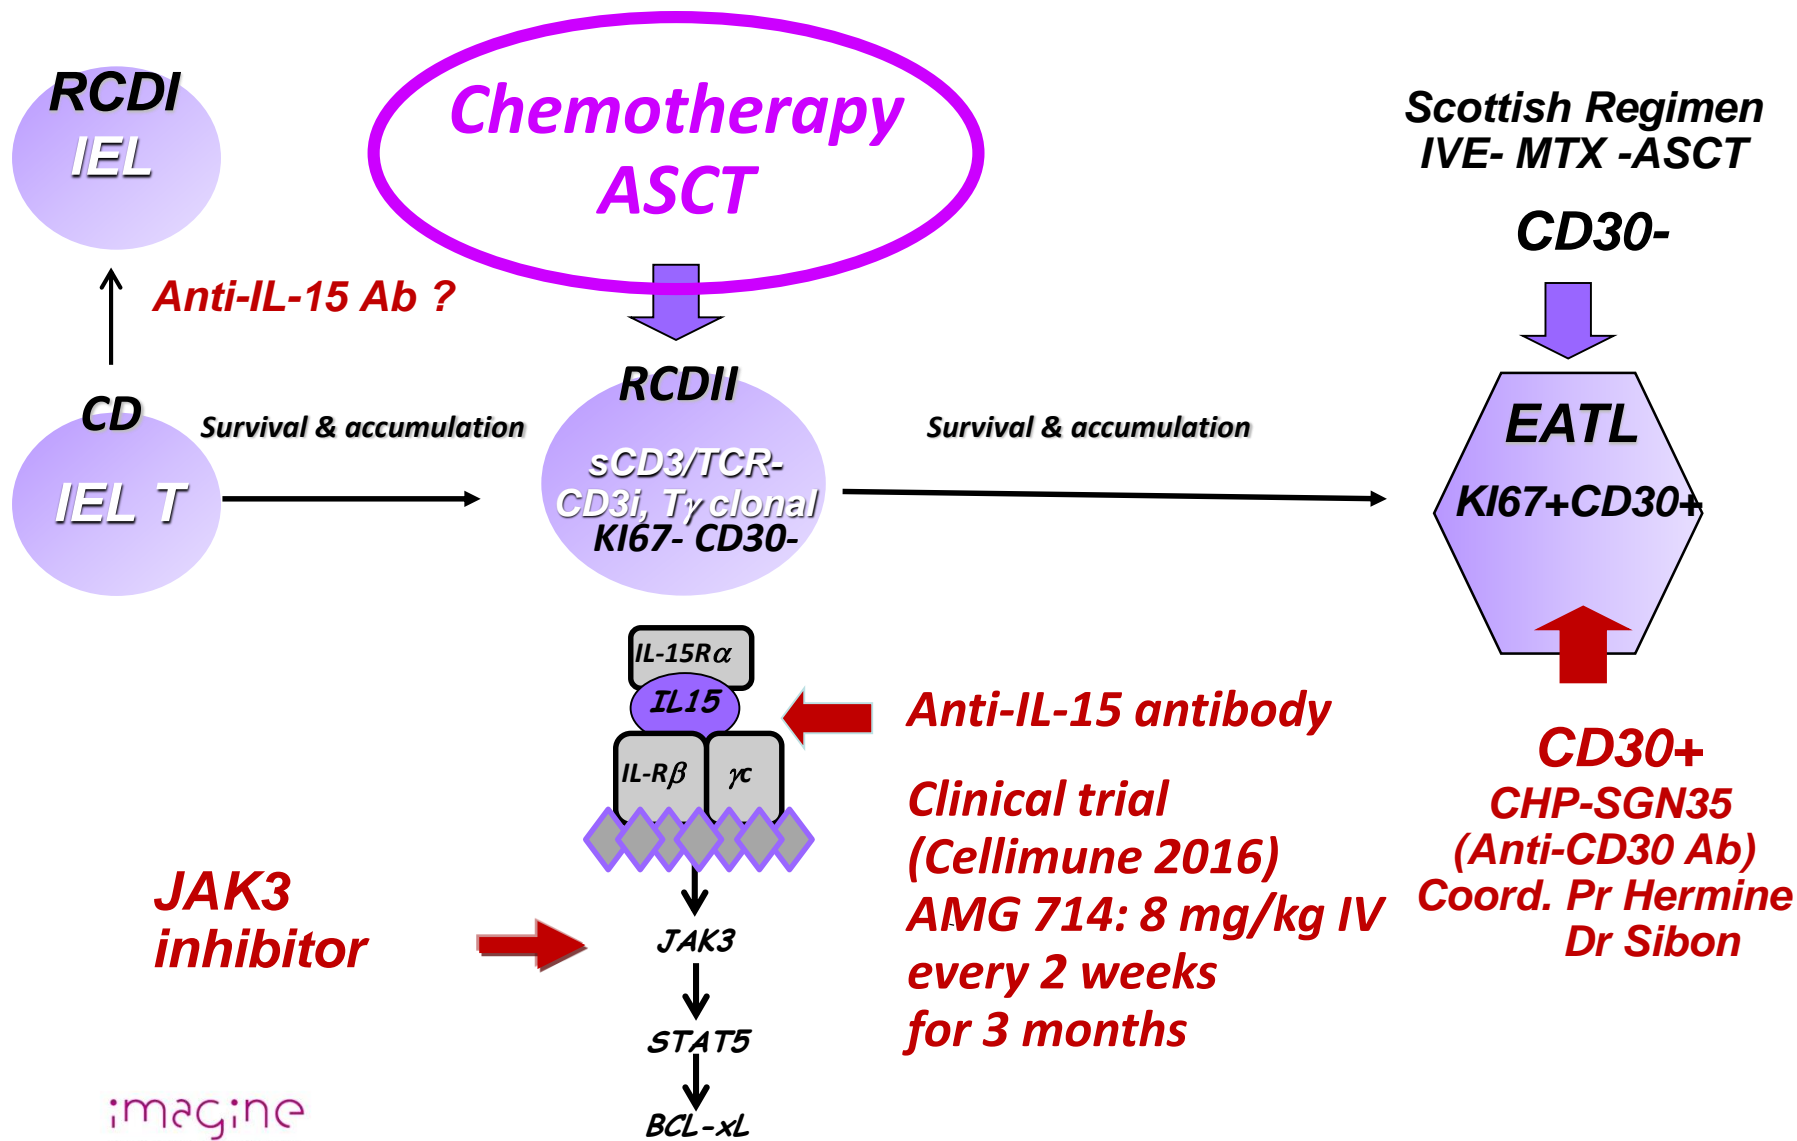 RCDI
IEL
Chemotherapy
ASCT
Scottish Regimen
IVE- MTX -ASCT
CD30-
Anti-IL-15 Ab ?
CD
IEL T
Survival & accumulation
RCDII
sCD3/TCR-
CD3i, Tγ clonal
KI67- CD30-
Survival & accumulation
EATL
KI67+CD30+
IL-15Rα
IL15
IL-Rβ
γc
JAK3
STAT5
BCL-xL
JAK3
inhibitor
Anti-IL-15 antibody
Clinical trial
(Cellimune 2016)
AMG 714: 8 mg/kg IV
every 2 weeks
for 3 months
CD30+
CHP-SGN35
(Anti-CD30 Ab)
Coord. Pr Hermine
Dr Sibon
imagine